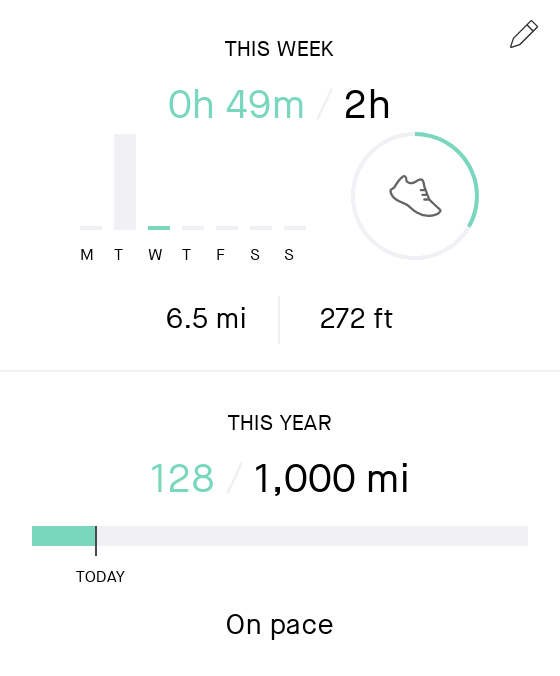 THIS WEEK
0h 49m / 2h
M T W T F S S
6.5 mi 272 ft
THIS YEAR
128 / 1,000 mi
TODAY
On pace